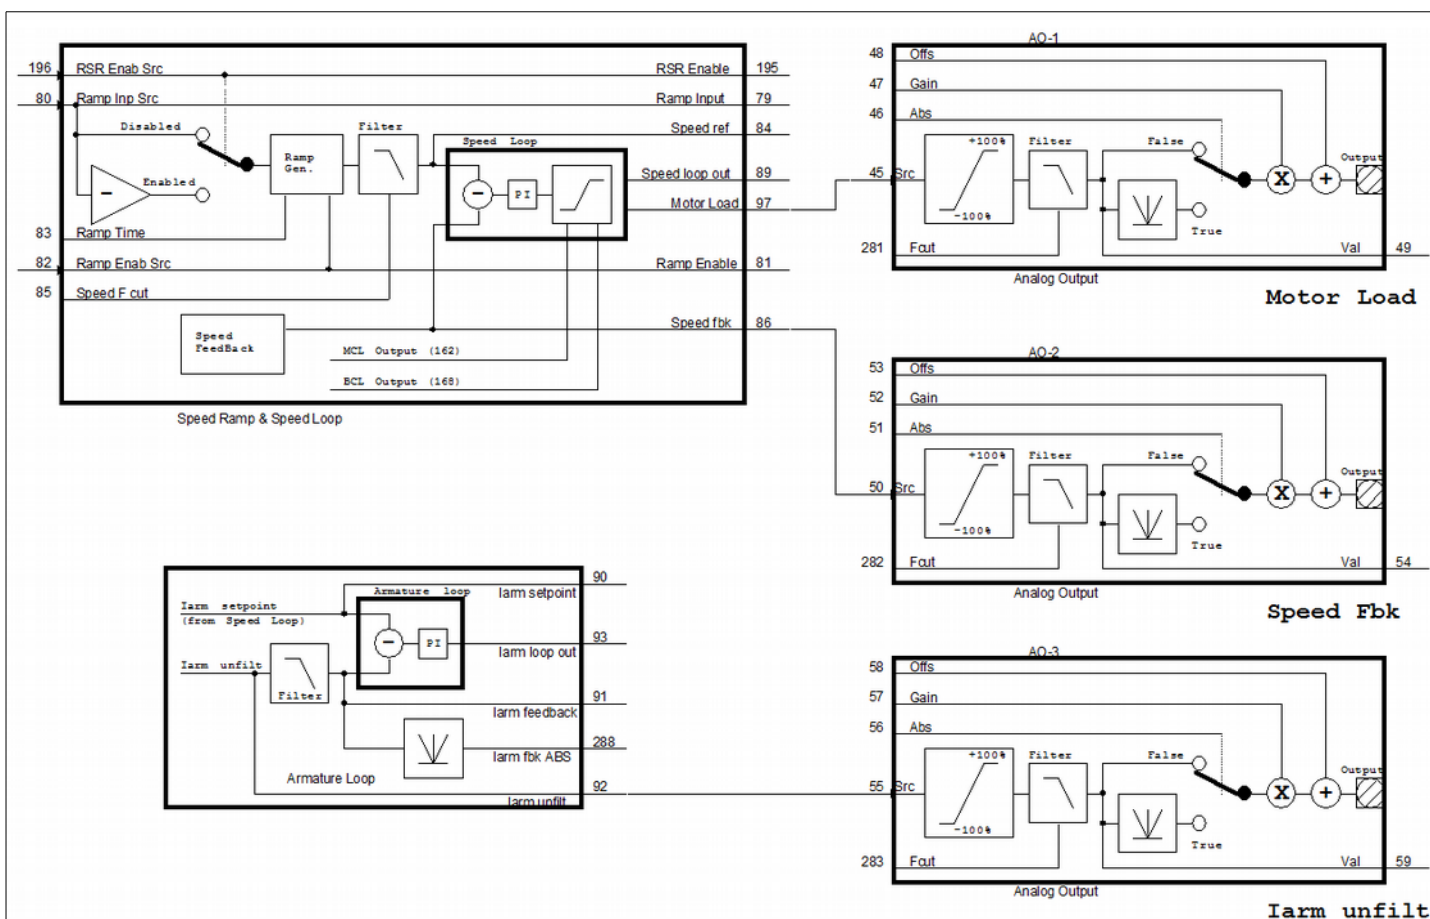 196 RSR Enab Src RSR Enable 195
80 Ramp Inp Src Ramp Input 79
Disabled Filter Speed ref 84
Speed Loop
Ramp
Gen.
Enabled
−
− PI
Speed loop out 89
Motor Load 97
83 Ramp Time
82 Ramp Enab Src Ramp Enable 81
85 Speed F cut
Speed
FeedBack
Speed fbk 86
MCL Output (162)
BCL Output (168)
Speed Ramp & Speed Loop
AO-1
48 Offs
47 Gain
46 Abs
+100% Filter False
Output
45 Src
X +
-100%
True
281 Fcut Val 49
Analog Output
Motor Load
AO-2
53 Offs
52 Gain
51 Abs
+100% Filter False
Output
50 Src
X +
-100%
True
282 Fcut Val 54
Analog Output
Speed Fbk
90
Armature loop Iarm setpoint
Iarm setpoint
(from Speed Loop)
− PI
93
Iarm loop out
Iarm unfilt
Filter
91
Iarm feedback
288
Iarm fbk ABS
Armature Loop
92
Iarm unfilt
AO-3
58 Offs
57 Gain
56 Abs
+100% Filter False
Output
55 Src
X +
-100%
True
283 Fcut Val 59
Analog Output
Iarm unfilt